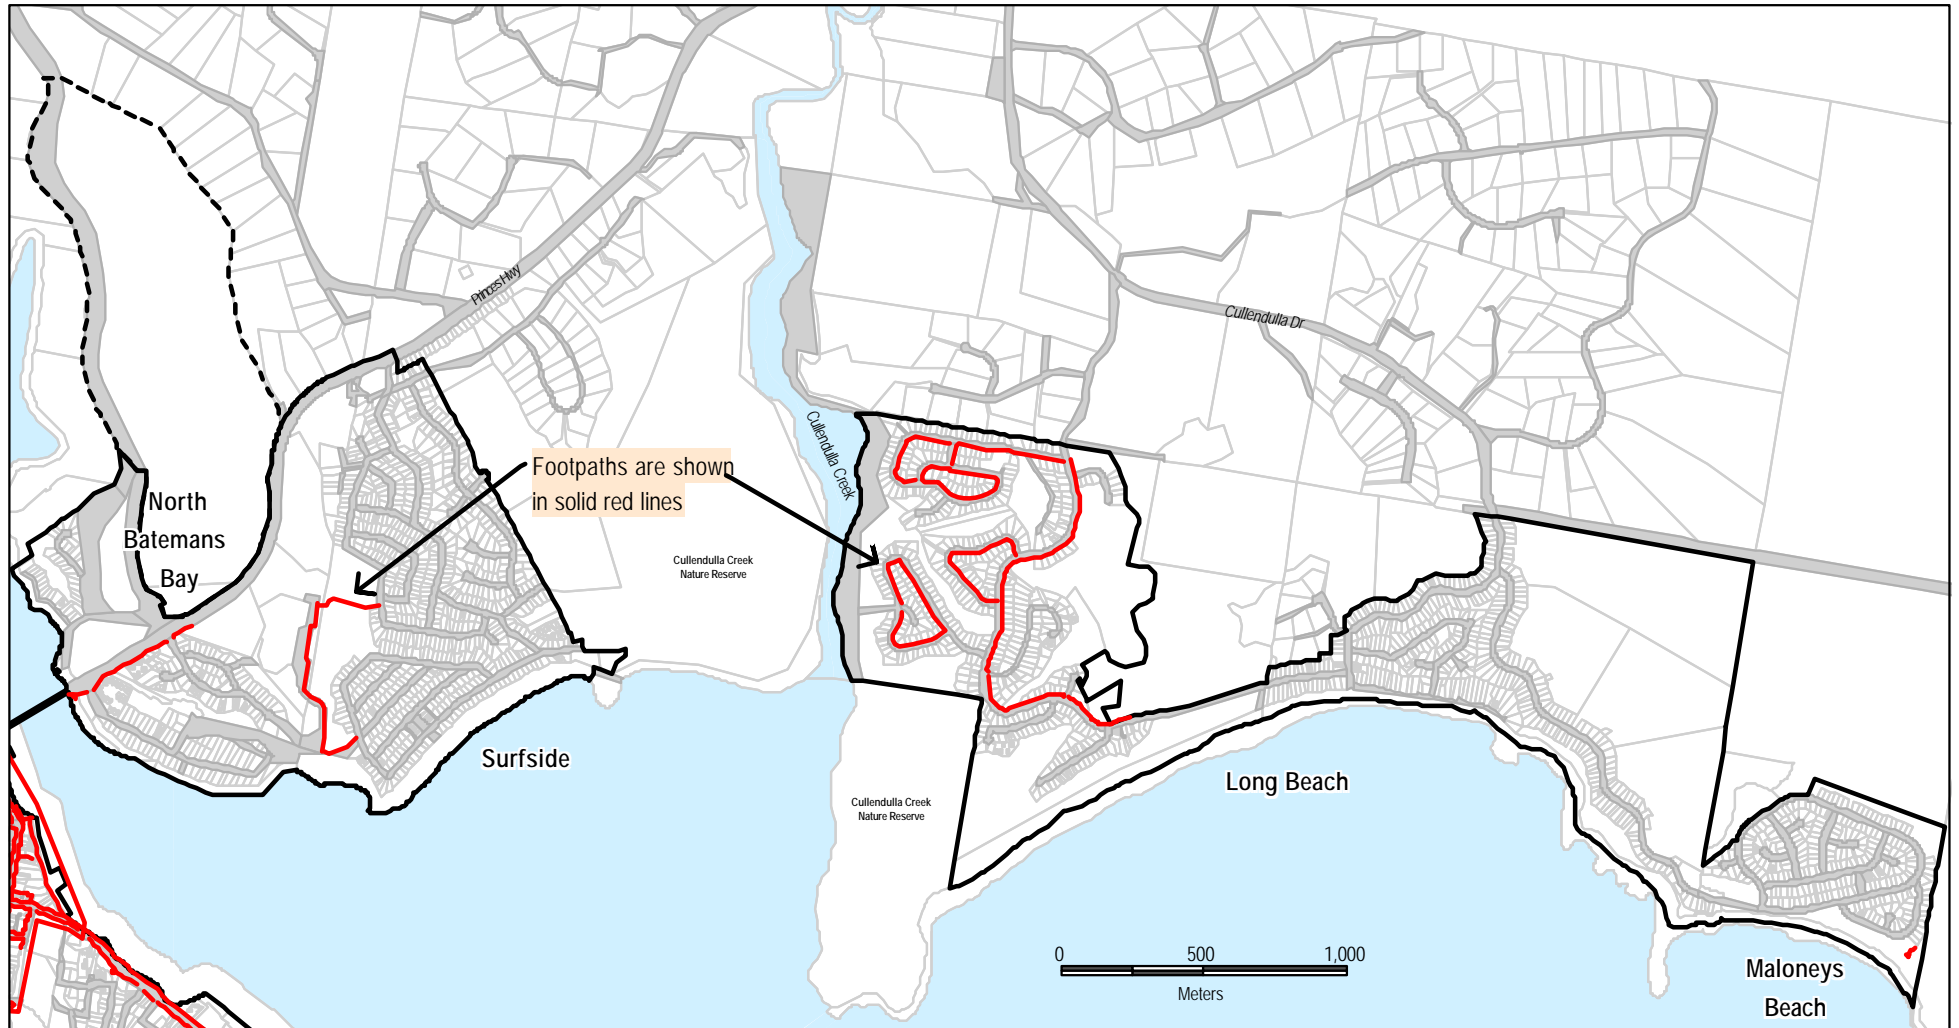 Princes Hwy
Cullendulla Dr
Cullendulla Creek
Footpaths are shown
in solid red lines
North
Batemans
Bay
Cullendulla Creek
Nature Reserve
Surfside
Long Beach
Cullendulla Creek
Nature Reserve
0 500 1,000
Meters
Maloneys
Beach